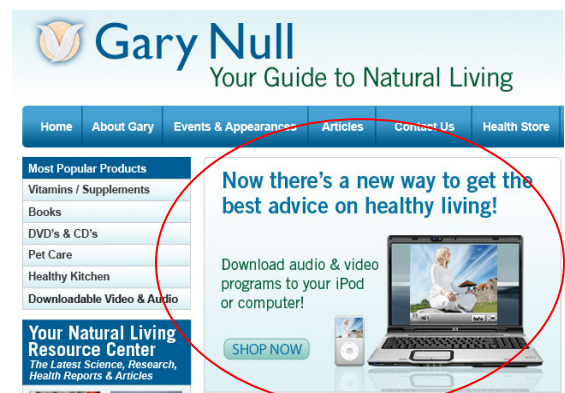 Gary Null
Your Guide to Natural Living
Home About Gary Events & Appearances Articles Contact Us Health Store
Most Popular Products
Vitamins / Supplements
Books
DVD's & CD's
Pet Care
Healthy Kitchen
Downloadable Video & Audio
Your Natural Living
Resource Center
The Latest Science, Research,
Health Reports & Articles
Now there's a new way to get the
best advice on healthy living!
Download audio & video
programs to your iPod
or computer!
SHOP NOW